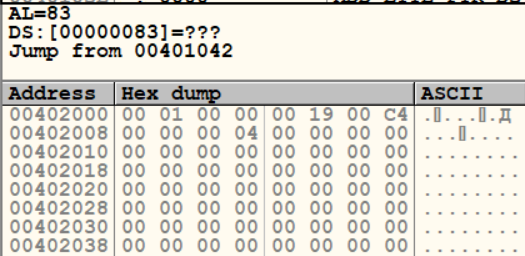 AL=83
DS:[00000083]=???
Jump from 00401042
Address Hex dump ASCII
00402000 00 01 00 00 00 19 00 C4 .▯...▯.Д
00402008 00 00 00 04 00 00 00 00 ...▯....
00402010 00 00 00 00 00 00 00 00 ........
00402018 00 00 00 00 00 00 00 00 ........
00402020 00 00 00 00 00 00 00 00 ........
00402028 00 00 00 00 00 00 00 00 ........
00402030 00 00 00 00 00 00 00 00 ........
00402038 00 00 00 00 00 00 00 00 ........